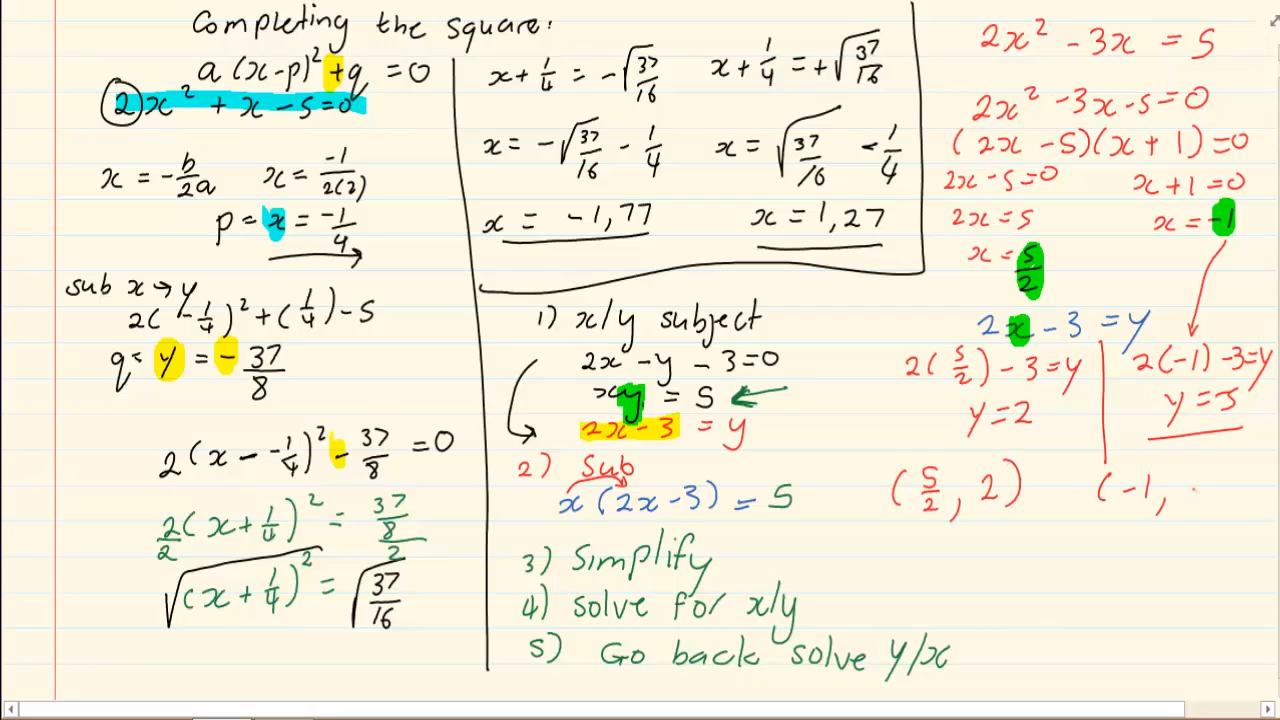 Completing the square:
a(x-p)² + q = 0
2x² + x - 5 = 0
x = -b/2a   x = -1/2(2)
p = x = -1/4
sub x → y
2(-1/4)² + (1/4) - 5
q = y = -37/8
2(x - -1/4)² - 37/8 = 0
2/2(x + 1/4)² = 37/8/2
√(x + 1/4)² = √37/16
x + 1/4 = -√37/16   x + 1/4 = +√37/16
x = -√37/16 - 1/4   x = √37/16 - 1/4
x = -1,77   x = 1,27
1) x/y subject
2x - y - 3 = 0
xy = 5
2x - 3 = y
2) Sub
x(2x - 3) = 5
3) Simplify
4) solve for x/y
5) Go back solve y/x
2x² - 3x = 5
2x² - 3x - 5 = 0
(2x - 5)(x + 1) = 0
2x - 5 = 0   x + 1 = 0
2x = 5   x = -1
x = 5/2
2x - 3 = y
2(5/2) - 3 = y   2(-1) - 3 = y
y = 2   y = -5
(5/2, 2)   (-1,